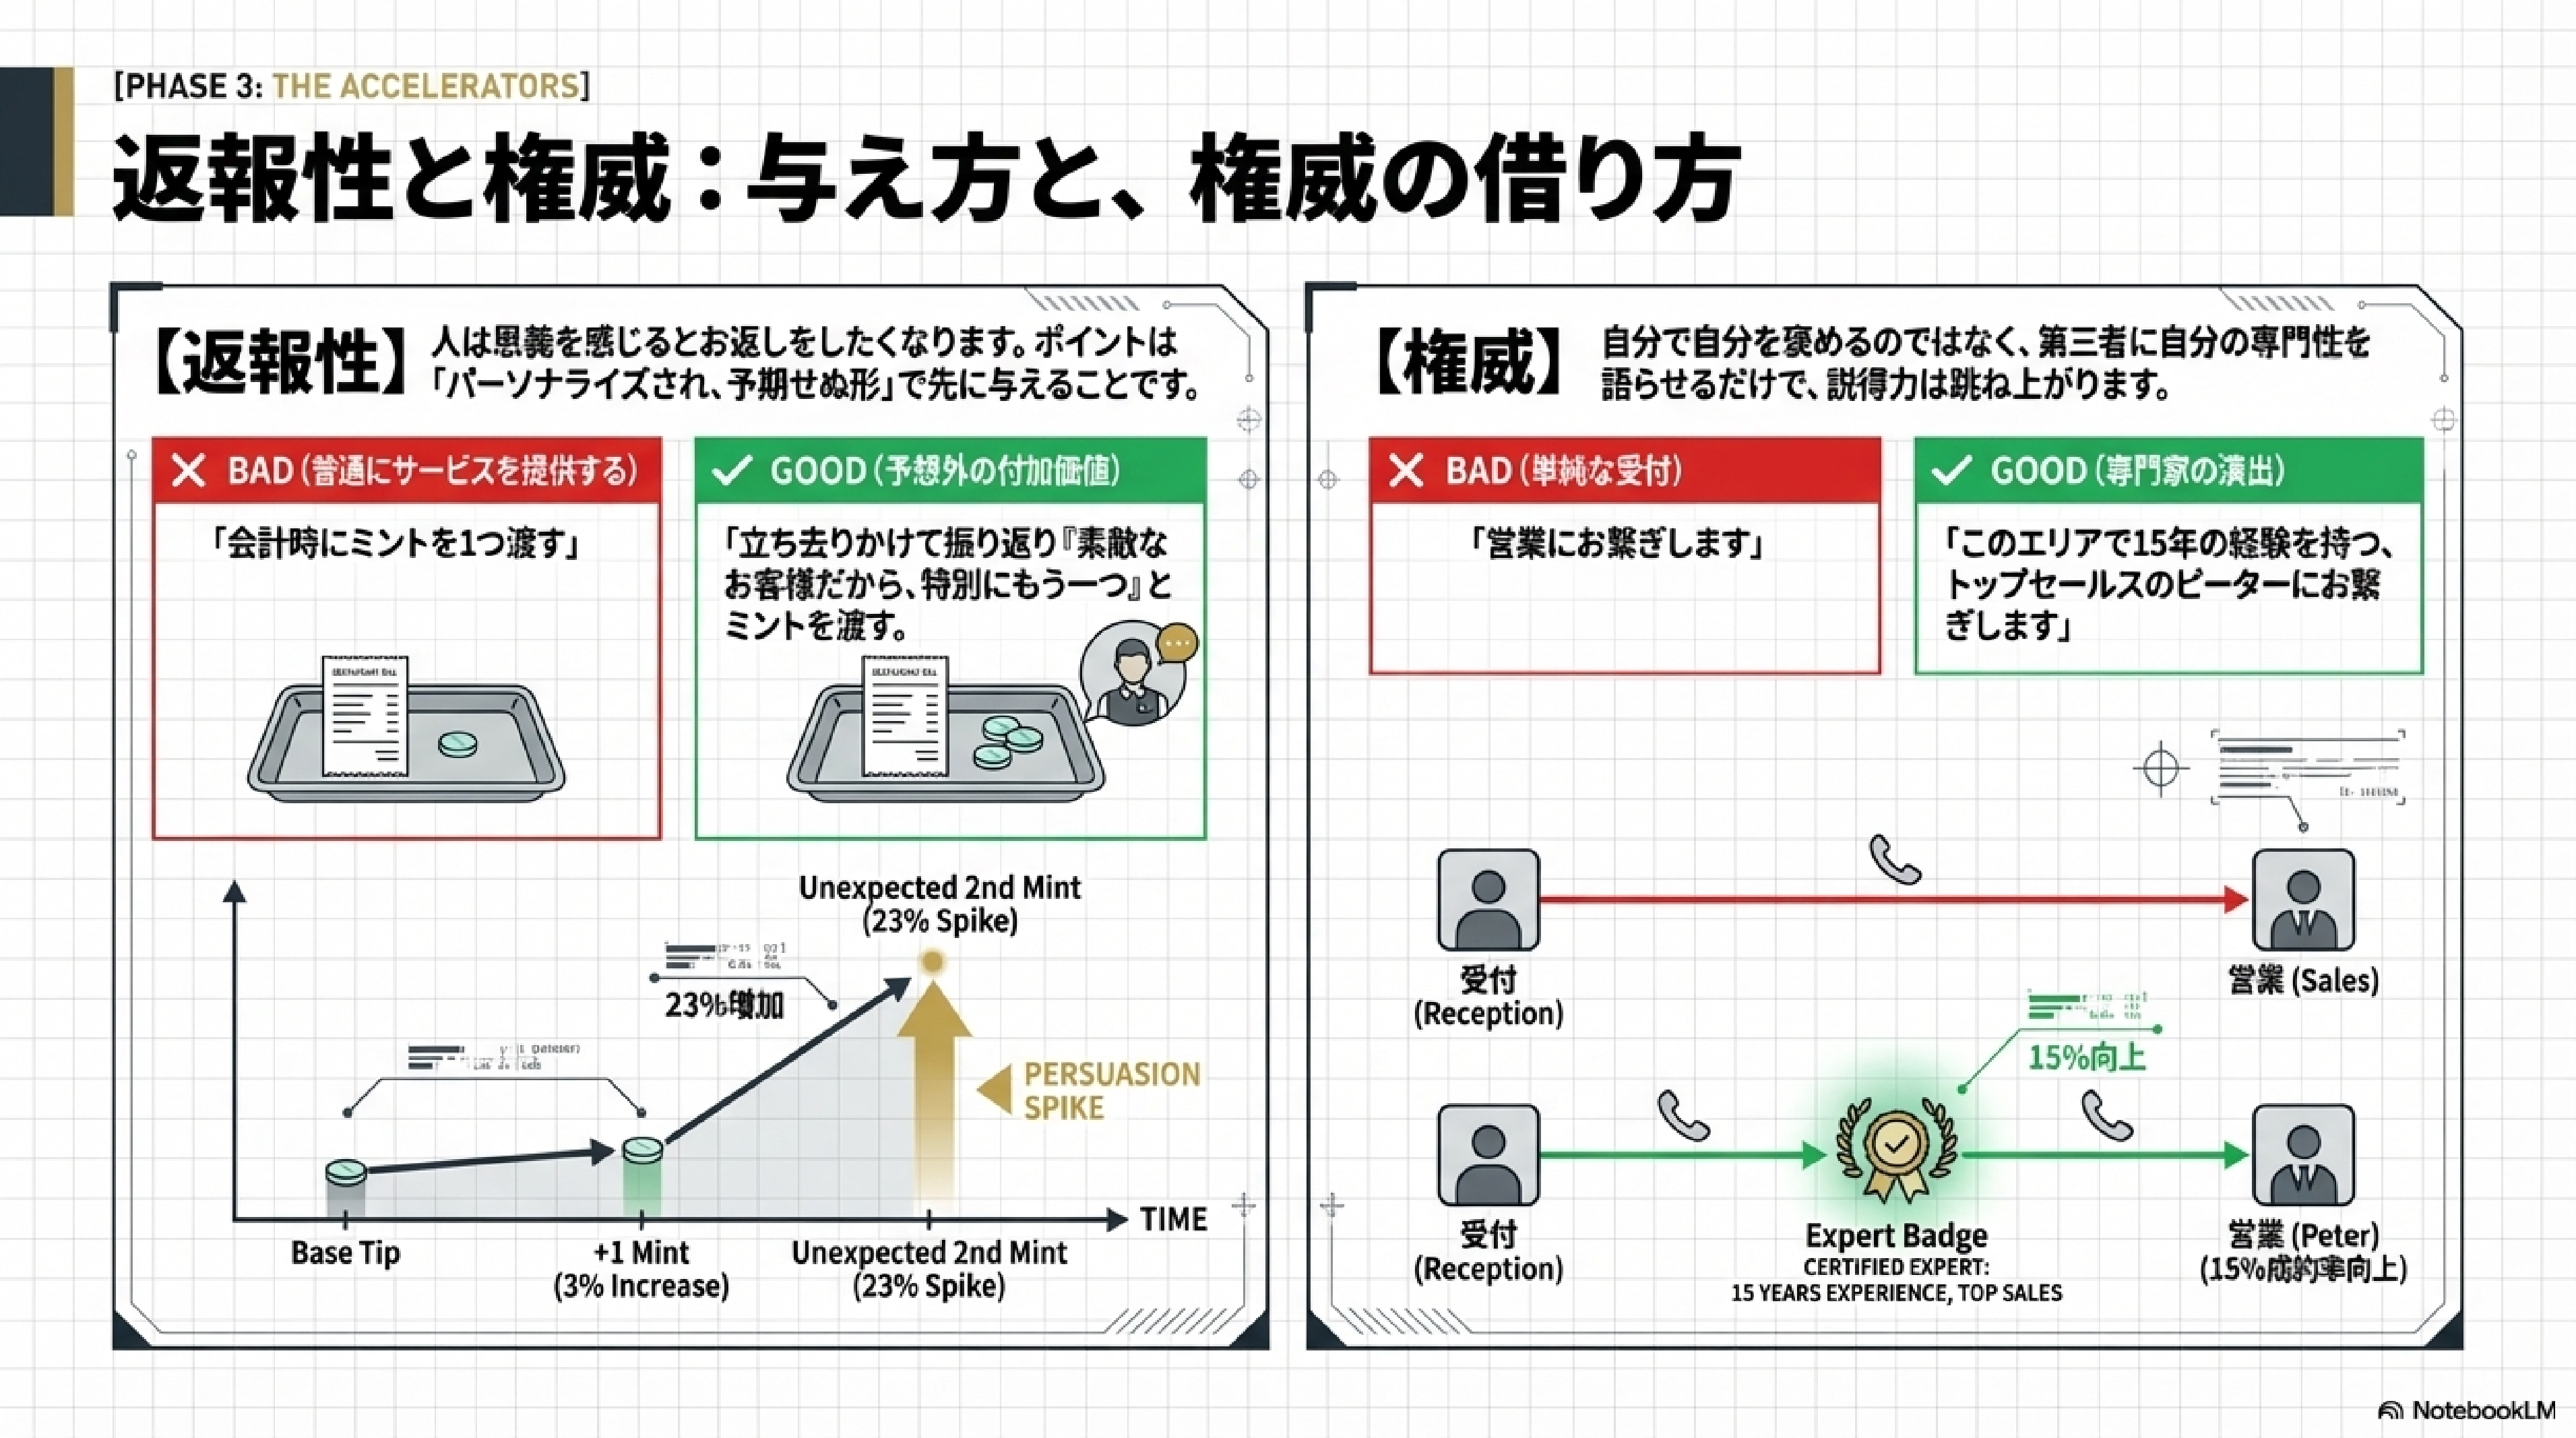 [PHASE 3: THE ACCELERATORS]
返報性と権威：与え方と、権威の借り方
【返報性】
人は恩義を感じるとお返しをしたくなります。ポイントは
「パーソナライズされ、予期せぬ形」で先に与えることです。
BAD（普通にサービスを提供する）
「会計時にミントを1つ渡す」
GOOD（予想外の付加価値）
「立ち去りかけて振り返り『素敵な
お客様だから、特別にもう一つ』と
ミントを渡す。
Unexpected 2nd Mint
(23% Spike)
23%増加
PERSUASION
SPIKE
TIME
Base Tip
+1 Mint
(3% Increase)
Unexpected 2nd Mint
(23% Spike)
【権威】
自分で自分を褒めるのではなく、第三者に自分の専門性を
語らせるだけで、説得力は跳ね上がります。
BAD（単純な受付）
「営業にお繋ぎします」
GOOD（専門家の演出）
「このエリアで15年の経験を持つ、
トップセールスのピーターにお繋
ぎします」
受付
(Reception)
営業 (Sales)
15%向上
受付
(Reception)
Expert Badge
CERTIFIED EXPERT:
15 YEARS EXPERIENCE, TOP SALES
営業 (Peter)
(15%成約率向上)
NotebookLM